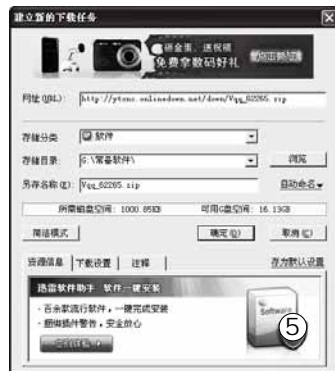 建立新的下载任务
砸金蛋、送祝福
免费拿数码好礼
网址(URL): http://ytcnc.onlinedown.net/down/Vqq_62265.zip
存储分类 软件
存储目录: G:\常备软件\ 浏览
另存名称(E): Vqq_62265.zip 自动命名
所需磁盘空间: 1000.85KB 可用G盘空间: 16.13GB
简洁模式 确定(O) 取消(C)
资源信息 下载设置 注释 存为默认设置
迅雷软件助手 软件一键安装
·百余款流行软件,一键完成安装
·捆绑插件警告,安全放心
Software
5